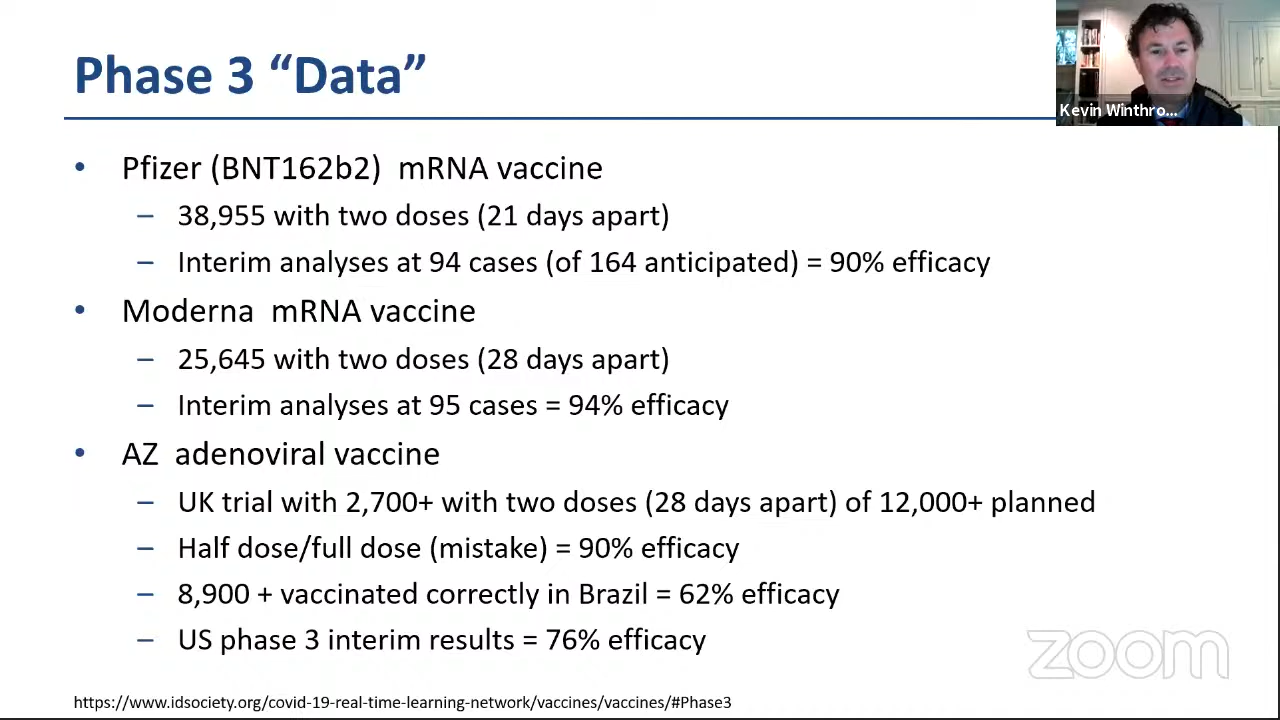 Phase 3 “Data”
Kevin Winthro...
• Pfizer (BNT162b2) mRNA vaccine
– 38,955 with two doses (21 days apart)
– Interim analyses at 94 cases (of 164 anticipated) = 90% efficacy
• Moderna mRNA vaccine
– 25,645 with two doses (28 days apart)
– Interim analyses at 95 cases = 94% efficacy
• AZ adenoviral vaccine
– UK trial with 2,700+ with two doses (28 days apart) of 12,000+ planned
– Half dose/full dose (mistake) = 90% efficacy
– 8,900 + vaccinated correctly in Brazil = 62% efficacy
– US phase 3 interim results = 76% efficacy
zoom
https://www.idsociety.org/covid-19-real-time-learning-network/vaccines/vaccines/#Phase3